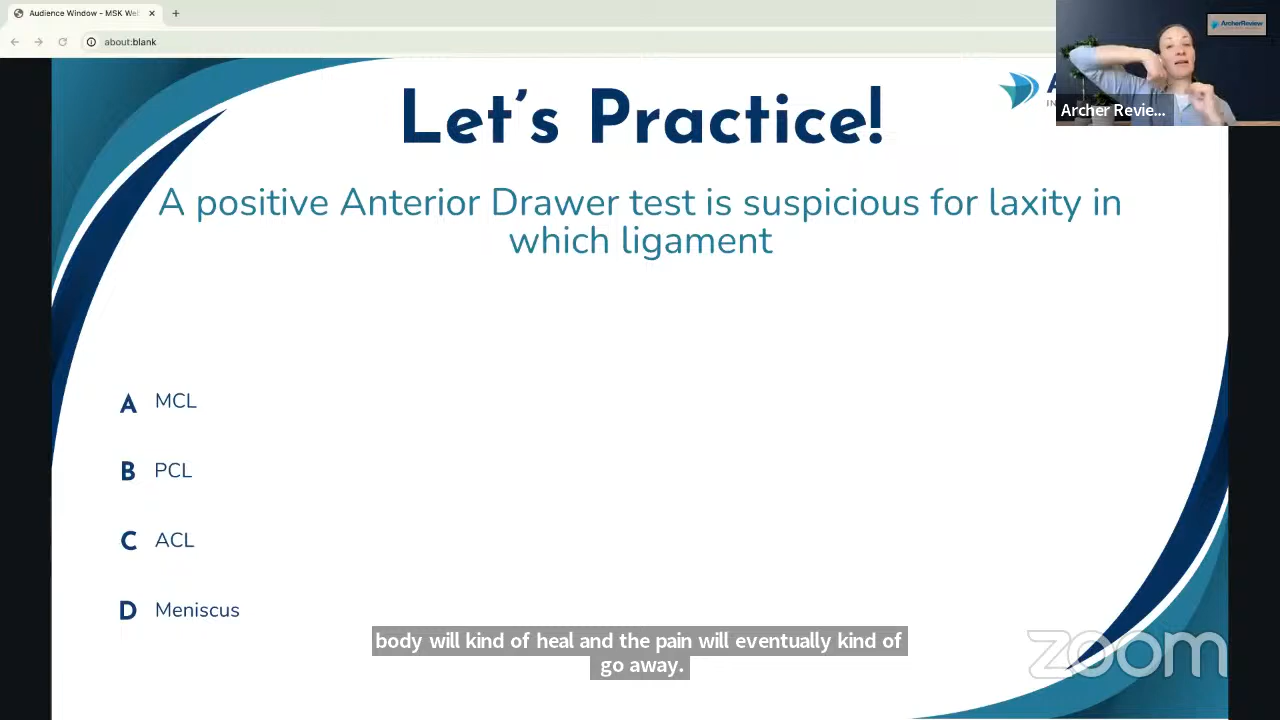 Audience Window - MSK Web
about:blank
ArcherReview
Let's Practice!
Archer Revie...
A positive Anterior Drawer test is suspicious for laxity in
which ligament
A MCL
B PCL
C ACL
D Meniscus
body will kind of heal and the pain will eventually kind of
go away.
zoom